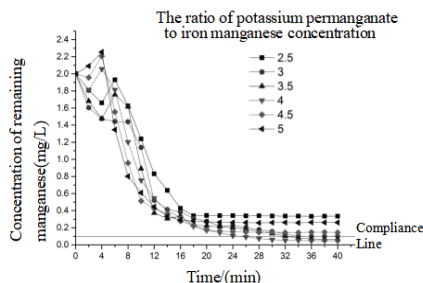 The ratio of potassium permanganate
to iron manganese concentration
2.5
3
3.5
4
4.5
5
Concentration of remaining
manganese(mg/L)
2.4
2.2
2.0
1.8
1.6
1.4
1.2
1.0
0.8
0.6
0.4
0.2
0.0
Compliance
Line
0 4 8 12 16 20 24 28 32 36 40
Time/(min)